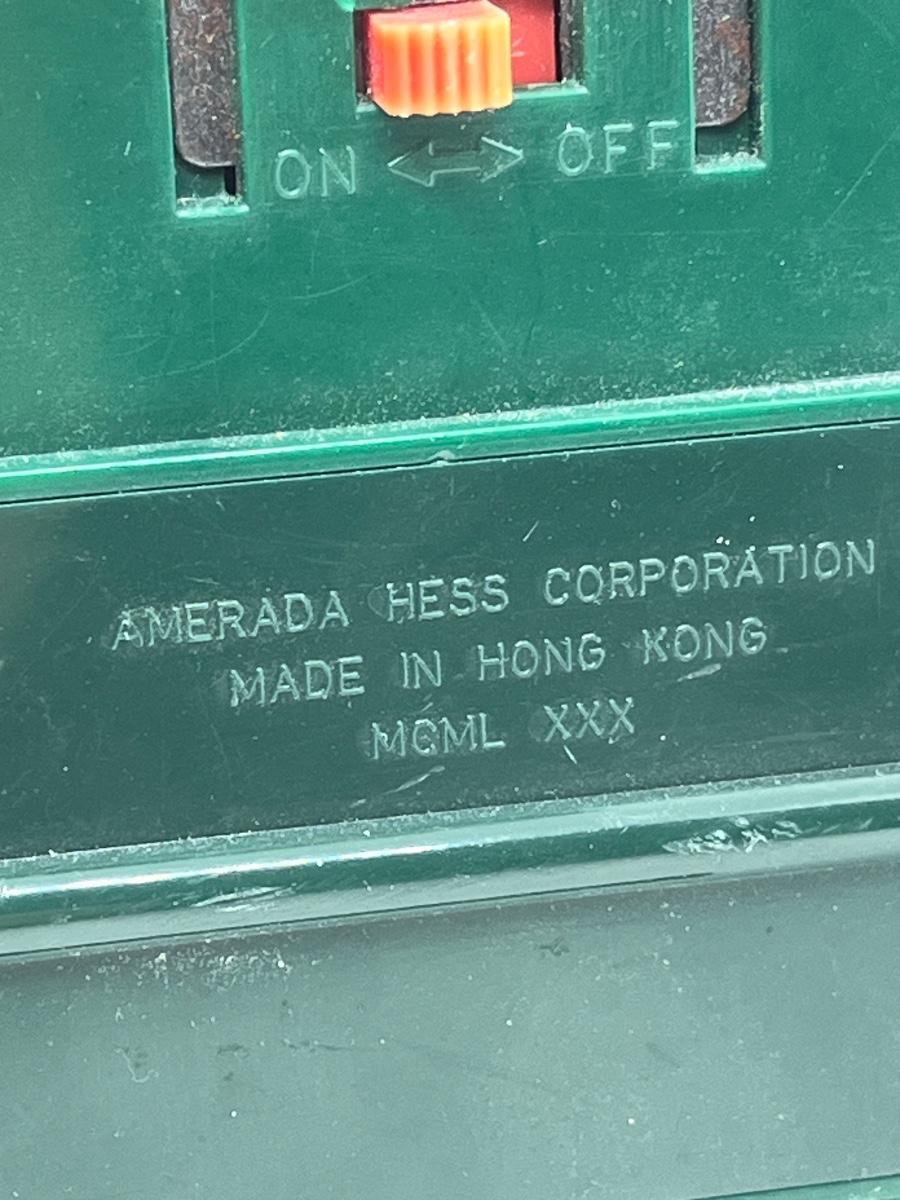 ON OFF
AMERADA HESS CORPORATION
MADE IN HONG KONG
MCML XXX